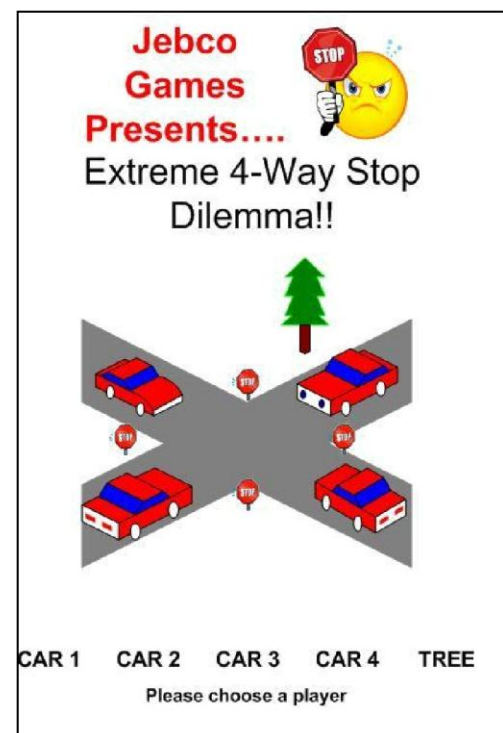 Jebco
STOP
Games
Presents....
Extreme 4-Way Stop
Dilemma!!
STOP
STOP
STOP
STOP
CAR 1 CAR 2 CAR 3 CAR 4 TREE
Please choose a player